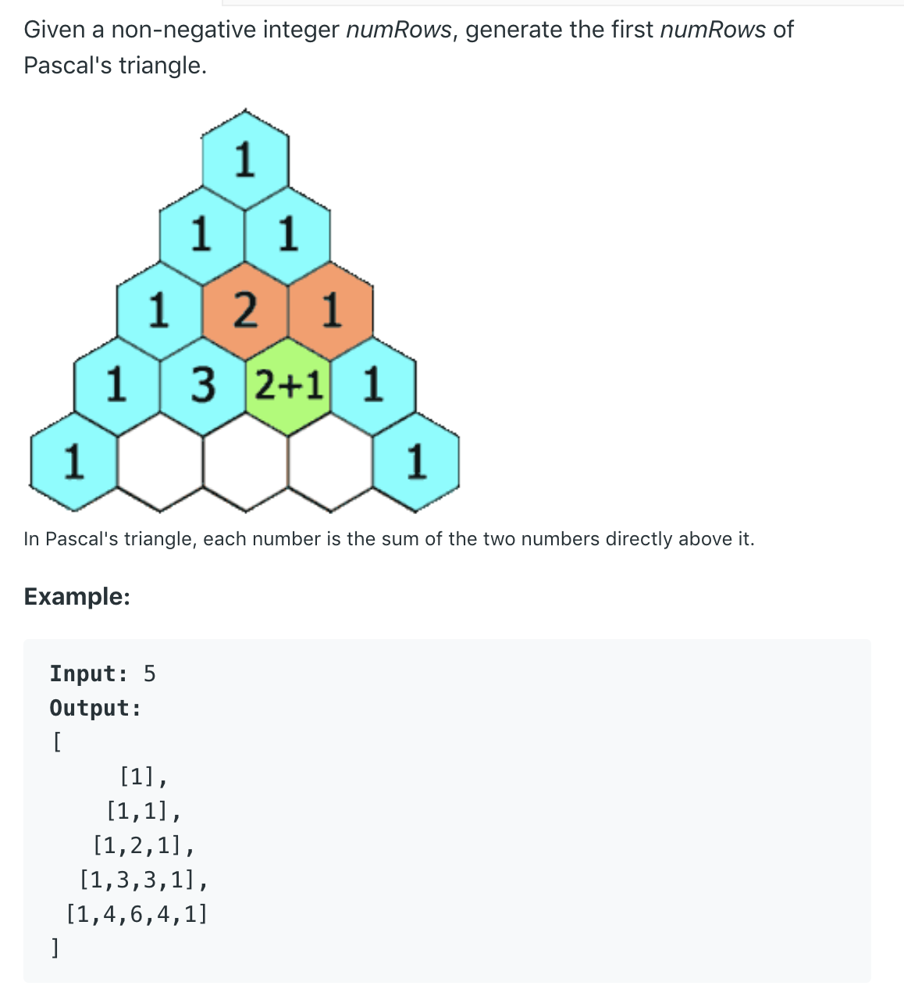 Given a non-negative integer numRows, generate the first numRows of
Pascal's triangle.
1
1 1
1 2 1
1 3 2+1 1
1 1
In Pascal's triangle, each number is the sum of the two numbers directly above it.
Example:
Input: 5
Output:
[
[1],
[1,1],
[1,2,1],
[1,3,3,1],
[1,4,6,4,1]
]